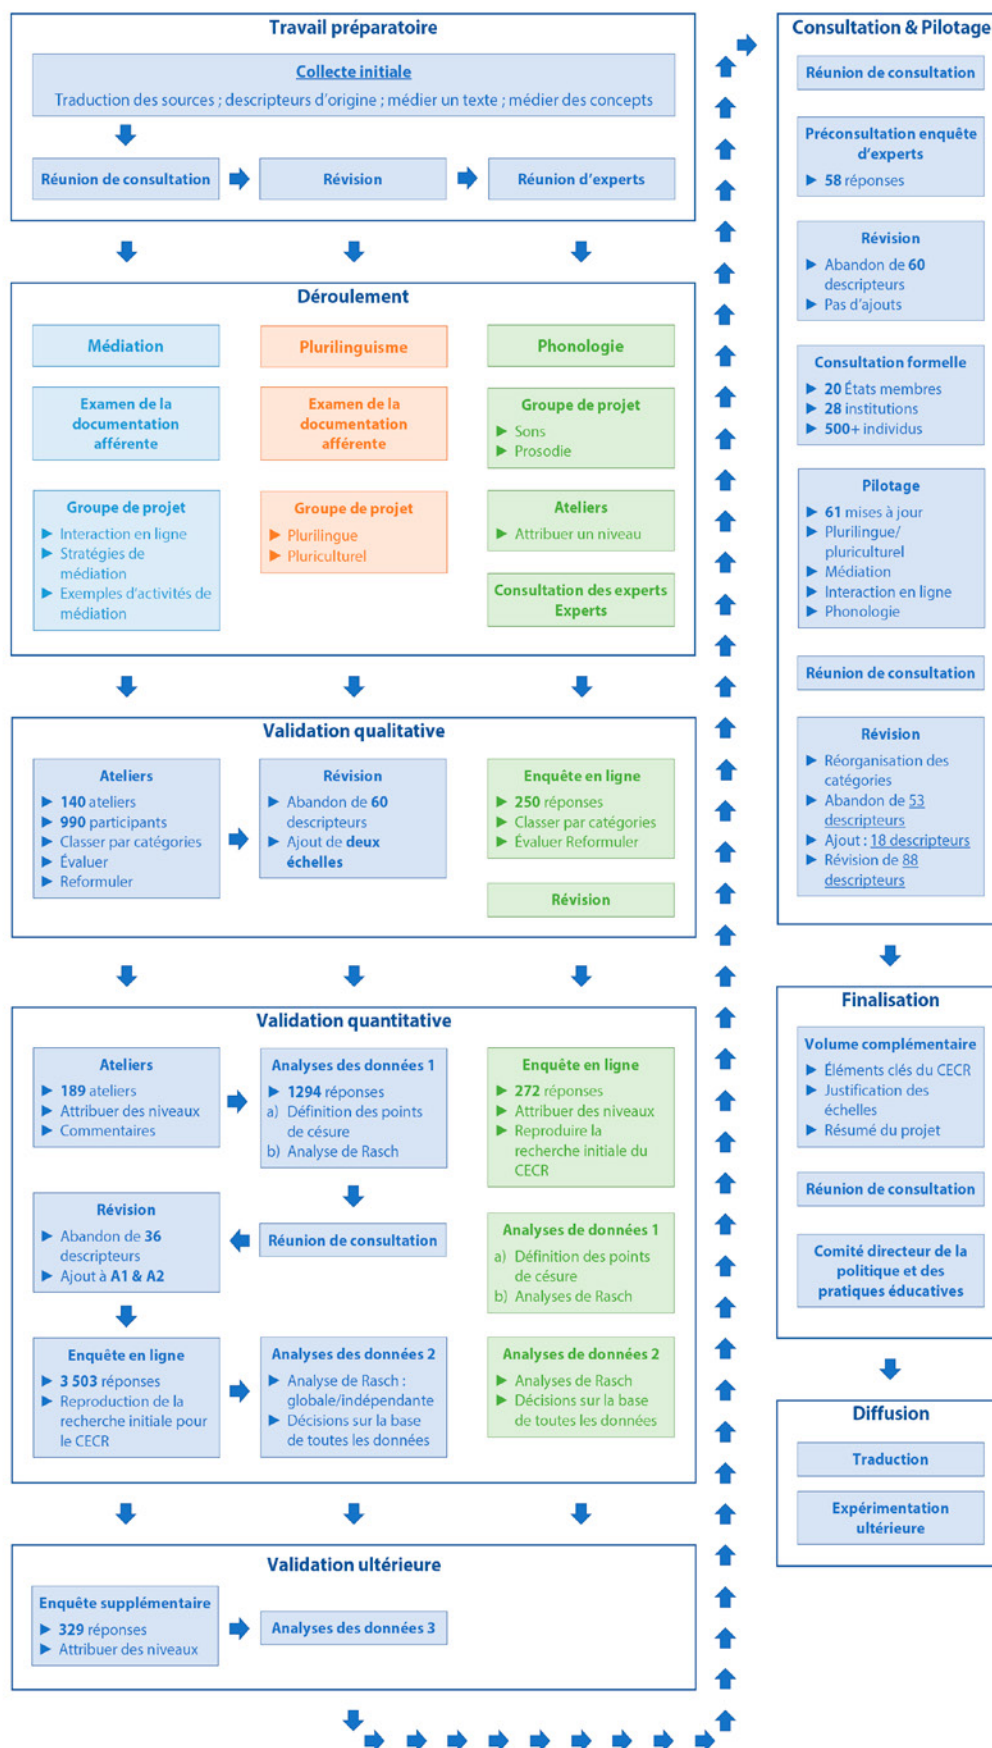 Travail préparatoire
Collecte initiale
Traduction des sources ; descripteurs d'origine ; médier un texte ; médier des concepts
Réunion de consultation
Révision
Réunion d'experts
Déroulement
Médiation
Examen de la
documentation
afférente
Groupe de projet
► Interaction en ligne
► Stratégies de
médiation
► Exemples d'activités de
médiation
Plurilinguisme
Examen de la
documentation
afférente
Groupe de projet
► Plurilingue
► Pluriculturel
Phonologie
Groupe de projet
► Sons
► Prosodie
Ateliers
► Attribuer un niveau
Consultation des experts
Experts
Validation qualitative
Ateliers
► 140 ateliers
► 990 participants
► Classer par catégories
► Évaluer
► Reformuler
Révision
► Abandon de 60
descripteurs
► Ajout de deux
échelles
Enquête en ligne
► 250 réponses
► Classer par catégories
► Évaluer Reformuler
Révision
Validation quantitative
Ateliers
► 189 ateliers
► Attribuer des niveaux
► Commentaires
Analyses des données 1
► 1294 réponses
a) Définition des points
de césure
b) Analyse de Rasch
Enquête en ligne
► 272 réponses
► Attribuer des niveaux
► Reproduire la
recherche initiale du
CECR
Révision
► Abandon de 36
descripteurs
► Ajout à A1 & A2
Réunion de consultation
Analyses de données 1
a) Définition des points
de césure
b) Analyses de Rasch
Enquête en ligne
► 3 503 réponses
► Reproduction de la
recherche initiale pour
le CECR
Analyses des données 2
► Analyse de Rasch :
globale/indépendante
► Décisions sur la base
de toutes les données
Analyses de données 2
► Analyses de Rasch
► Décisions sur la base
de toutes les données
Validation ultérieure
Enquête supplémentaire
► 329 réponses
► Attribuer des niveaux
Analyses des données 3
Consultation & Pilotage
Réunion de consultation
Préconsultation enquête
d'experts
► 58 réponses
Révision
► Abandon de 60
descripteurs
► Pas d'ajouts
Consultation formelle
► 20 États membres
► 28 institutions
► 500+ individus
Pilotage
► 61 mises à jour
► Plurilingue/
pluriculturel
► Médiation
► Interaction en ligne
► Phonologie
Réunion de consultation
Révision
► Réorganisation des
catégories
► Abandon de 53
descripteurs
► Ajout : 18 descripteurs
► Révision de 88
descripteurs
Finalisation
Volume complémentaire
► Éléments clés du CECR
► Justification des
échelles
► Résumé du projet
Réunion de consultation
Comité directeur de la
politique et des
pratiques éducatives
Diffusion
Traduction
Expérimentation
ultérieure